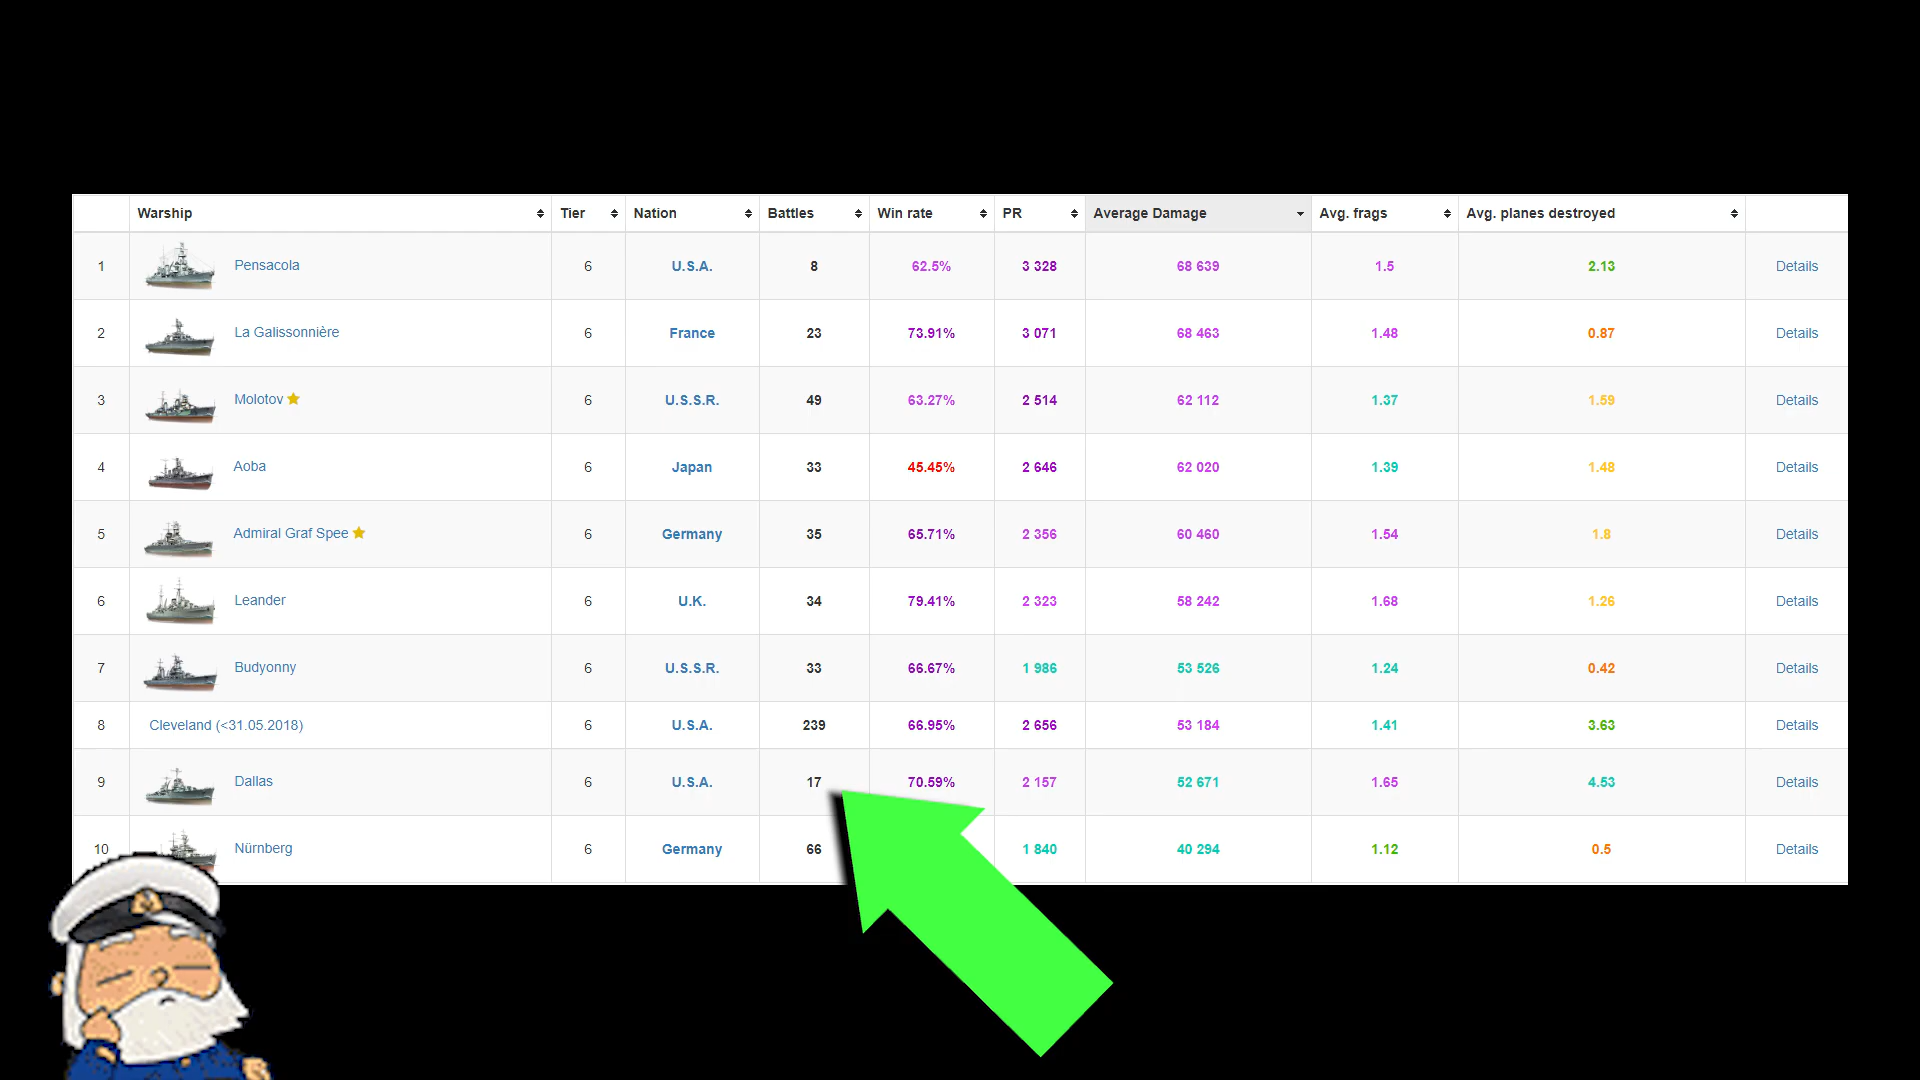 Warship Tier Nation Battles Win rate PR Average Damage Avg. frags Avg. planes destroyed
1 Pensacola 6 U.S.A. 8 62.5% 3 328 68 639 1.5 2.13 Details
2 La Galissonnière 6 France 23 73.91% 3 071 68 463 1.48 0.87 Details
3 Molotov 6 U.S.S.R. 49 63.27% 2 514 62 112 1.37 1.59 Details
4 Aoba 6 Japan 33 45.45% 2 646 62 020 1.39 1.48 Details
5 Admiral Graf Spee 6 Germany 35 65.71% 2 356 60 460 1.54 1.8 Details
6 Leander 6 U.K. 34 79.41% 2 323 58 242 1.68 1.26 Details
7 Budyonny 6 U.S.S.R. 33 66.67% 1 986 53 526 1.24 0.42 Details
8 Cleveland (<31.05.2018) 6 U.S.A. 239 66.95% 2 656 53 184 1.41 3.63 Details
9 Dallas 6 U.S.A. 17 70.59% 2 157 52 671 1.65 4.53 Details
10 Nürnberg 6 Germany 66 1 840 40 294 1.12 0.5 Details